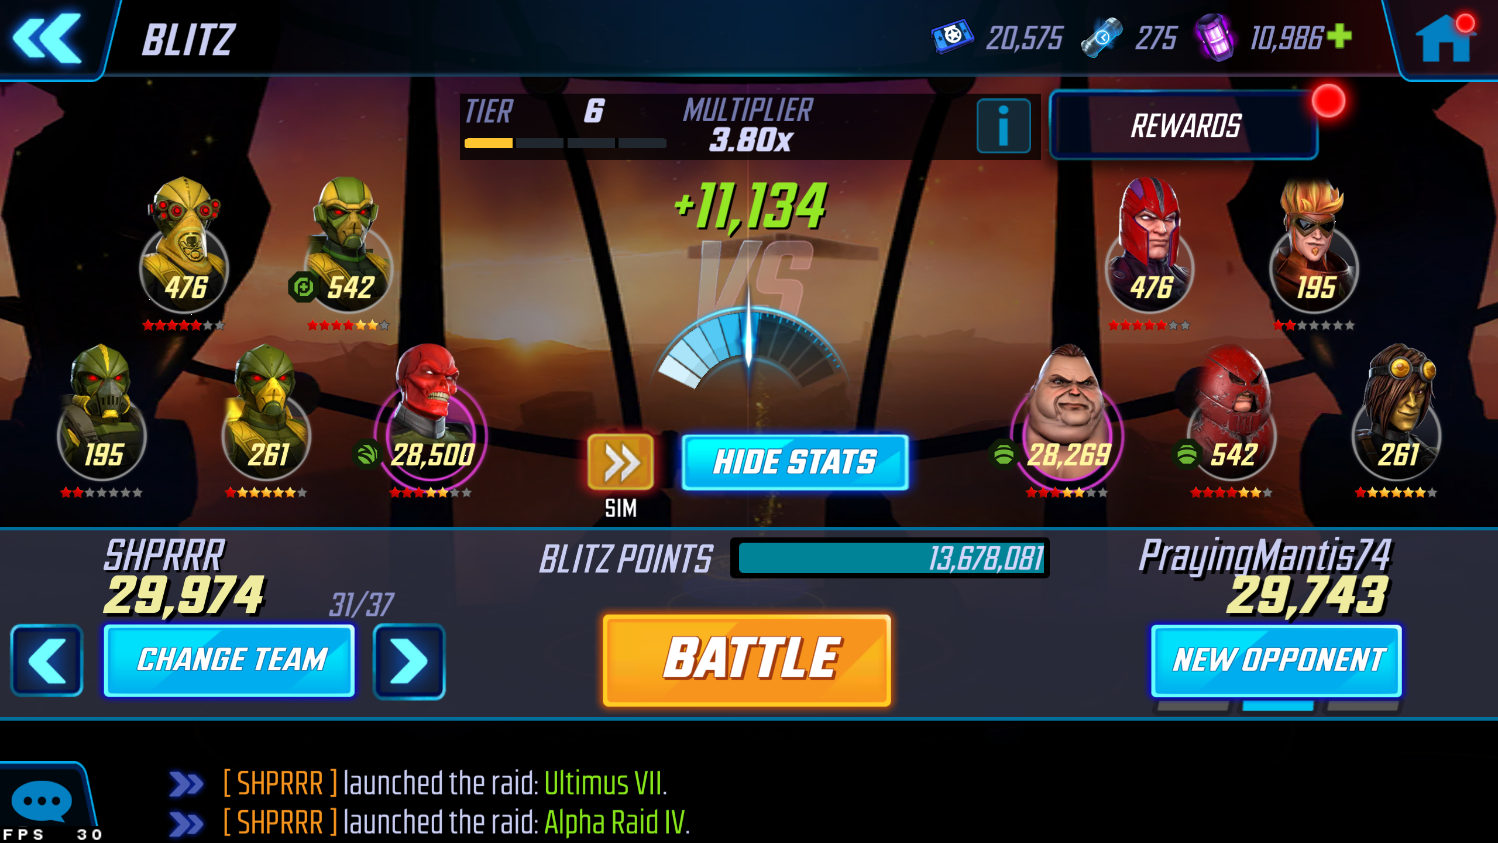 BLITZ
20,575
275
10,986
TIER 6 MULTIPLIER
3.80x
REWARDS
+11,134
VS
476
542
476
195
195
261
28,500
28,269
542
261
SIM
HIDE STATS
SHPRRR
29,974
31/37
BLITZ POINTS 13,678,081
PrayingMantis74
29,743
CHANGE TEAM
BATTLE
NEW OPPONENT
[ SHPRRR ] launched the raid: Ultimus VII.
[ SHPRRR ] launched the raid: Alpha Raid IV.
FPS 30